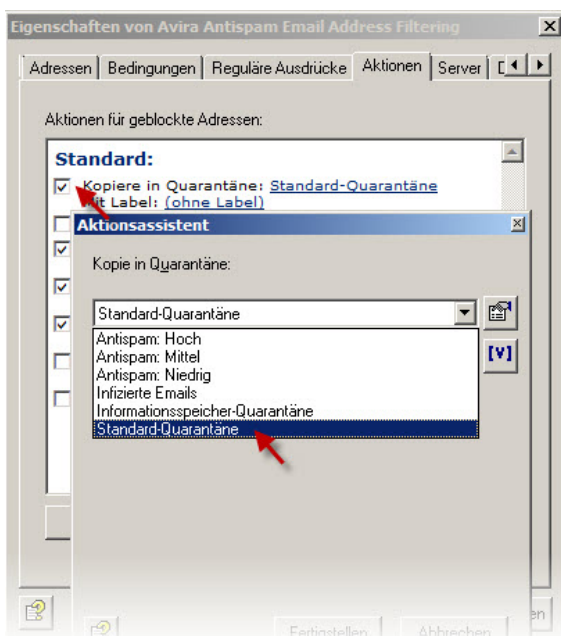 Eigenschaften von Avira Antispam Email Address Filtering
Adressen Bedingungen Reguläre Ausdrücke Aktionen Server
Aktionen für geblockte Adressen:
Standard:
Kopiere in Quarantäne: Standard-Quarantäne
mit Label: (ohne Label)
Aktionsassistent
Kopie in Quarantäne:
Standard-Quarantäne
Antispam: Hoch
Antispam: Mittel
Antispam: Niedrig
Infizierte Emails
Informationsspeicher-Quarantäne
Standard-Quarantäne
[V]
Fertigstellen Abbrechen